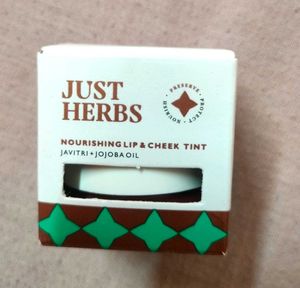 JUST
HERBS
PRESERVE · PROTECT · NOURISH ·
NOURISHING LIP & CHEEK TINT
JAVITRI + JOJOBA OIL